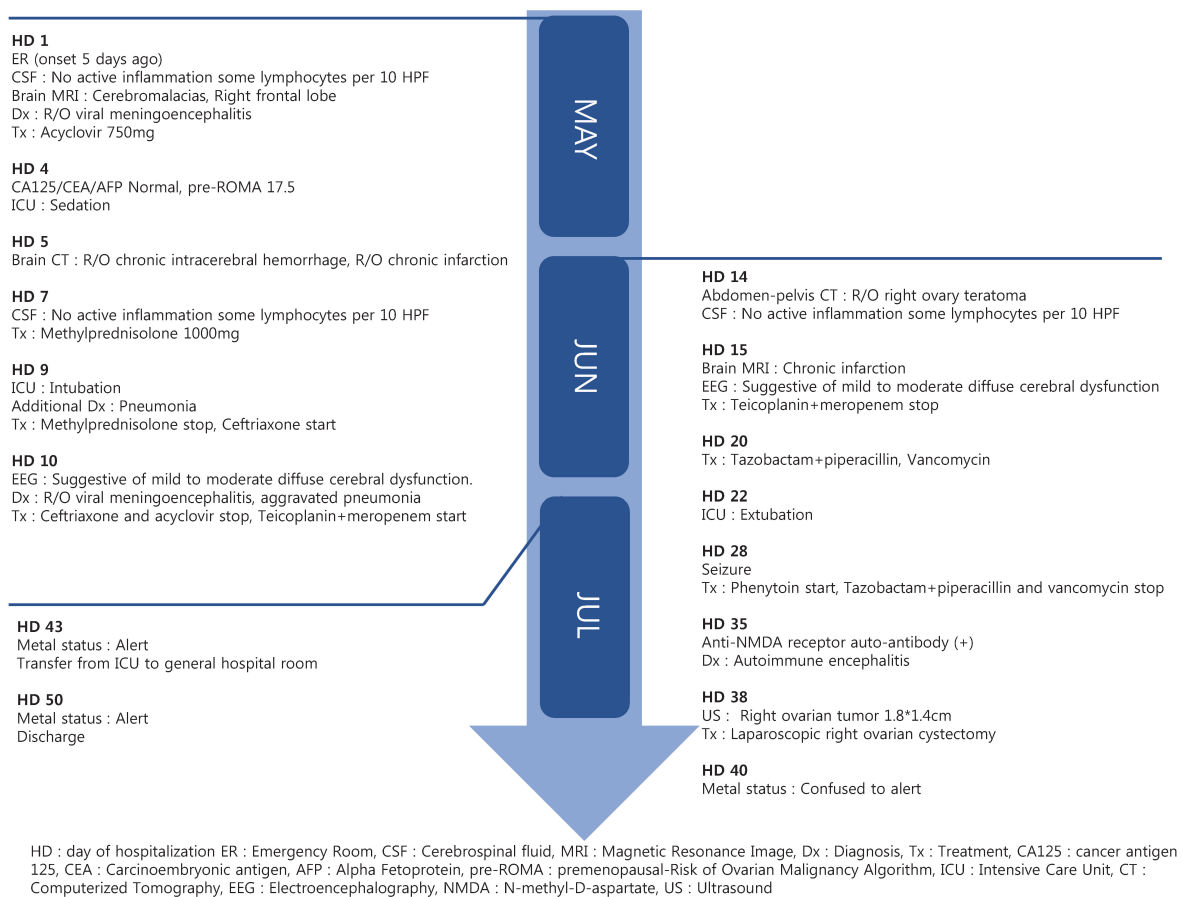 MAY
HD 1
ER (onset 5 days ago)
CSF : No active inflammation some lymphocytes per 10 HPF
Brain MRI : Cerebromalacias, Right frontal lobe
Dx : R/O viral meningoencephalitis
Tx : Acyclovir 750mg
HD 4
CA125/CEA/AFP Normal, pre-ROMA 17.5
ICU : Sedation
HD 5
Brain CT : R/O chronic intracerebral hemorrhage, R/O chronic infarction
HD 7
CSF : No active inflammation some lymphocytes per 10 HPF
Tx : Methylprednisolone 1000mg
HD 9
ICU : Intubation
Additional Dx : Pneumonia
Tx : Methylprednisolone stop, Ceftriaxone start
HD 10
EEG : Suggestive of mild to moderate diffuse cerebral dysfunction.
Dx : R/O viral meningoencephalitis, aggravated pneumonia
Tx : Ceftriaxone and acyclovir stop, Teicoplanin+meropenem start
JUN
HD 14
Abdomen-pelvis CT : R/O right ovary teratoma
CSF : No active inflammation some lymphocytes per 10 HPF
HD 15
Brain MRI : Chronic infarction
EEG : Suggestive of mild to moderate diffuse cerebral dysfunction
Tx : Teicoplanin+meropenem stop
HD 20
Tx : Tazobactam+piperacillin, Vancomycin
HD 22
ICU : Extubation
HD 28
Seizure
Tx : Phenytoin start, Tazobactam+piperacillin and vancomycin stop
HD 35
Anti-NMDA receptor auto-antibody (+)
Dx : Autoimmune encephalitis
HD 38
US :  Right ovarian tumor 1.8*1.4cm
Tx : Laparoscopic right ovarian cystectomy
HD 40
Metal status : Confused to alert
JUL
HD 43
Metal status : Alert
Transfer from ICU to general hospital room
HD 50
Metal status : Alert
Discharge
HD : day of hospitalization ER : Emergency Room, CSF : Cerebrospinal fluid, MRI : Magnetic Resonance Image, Dx : Diagnosis, Tx : Treatment, CA125 : cancer antigen
125, CEA : Carcinoembryonic antigen, AFP : Alpha Fetoprotein, pre-ROMA : premenopausal-Risk of Ovarian Malignancy Algorithm, ICU : Intensive Care Unit, CT :
Computerized Tomography, EEG : Electroencephalography, NMDA : N-methyl-D-aspartate, US : Ultrasound